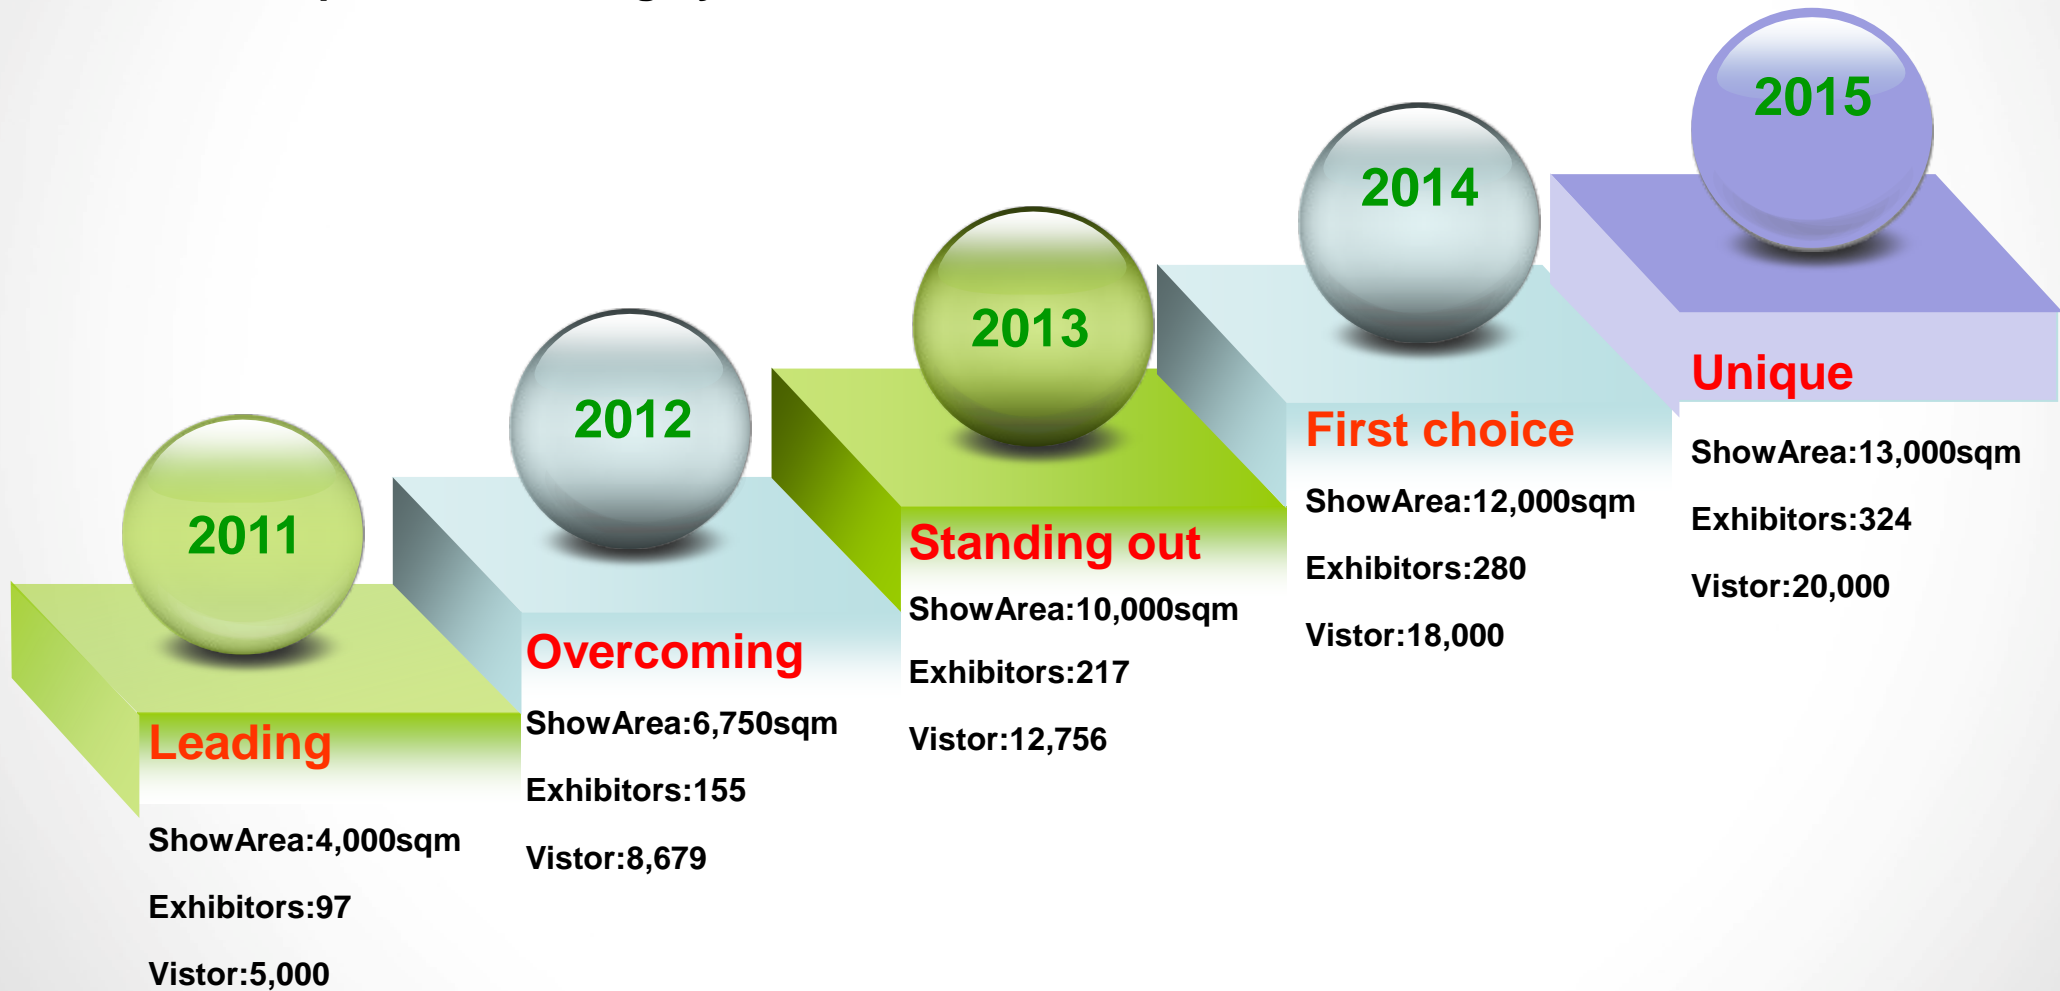 2011
Leading
ShowArea:4,000sqm
Exhibitors:97
Vistor:5,000
2012
Overcoming
ShowArea:6,750sqm
Exhibitors:155
Vistor:8,679
2013
Standing out
ShowArea:10,000sqm
Exhibitors:217
Vistor:12,756
2014
First choice
ShowArea:12,000sqm
Exhibitors:280
Vistor:18,000
2015
Unique
ShowArea:13,000sqm
Exhibitors:324
Vistor:20,000